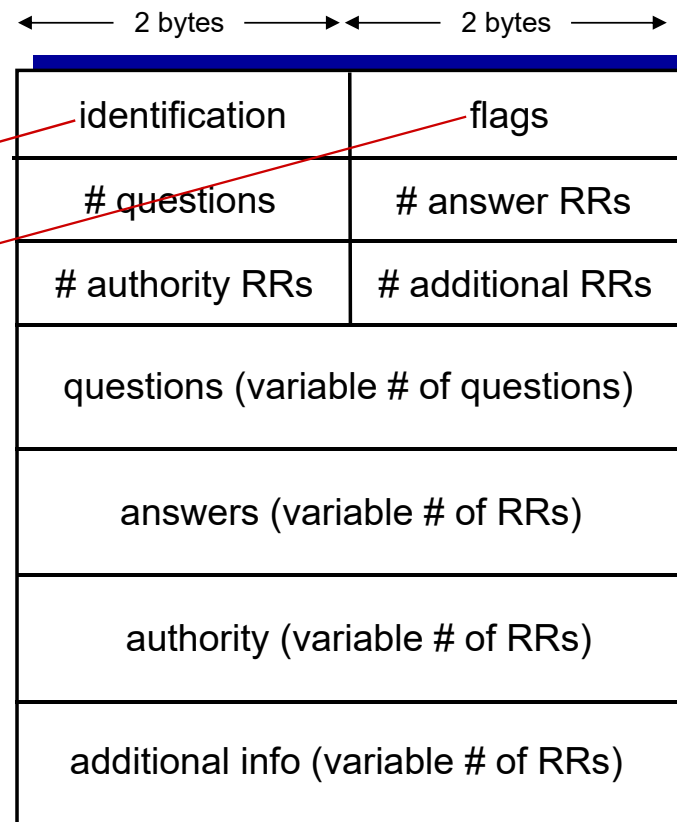 2 bytes 2 bytes
identification flags
# questions # answer RRs
# authority RRs # additional RRs
questions (variable # of questions)
answers (variable # of RRs)
authority (variable # of RRs)
additional info (variable # of RRs)